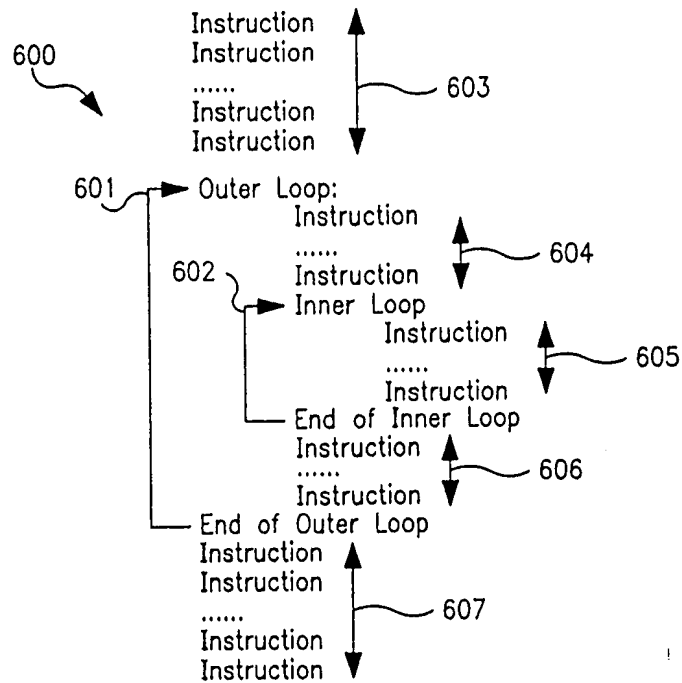 Instruction
600 Instruction
...... 603
Instruction
Instruction
601 Outer Loop:
Instruction
...... 604
602 Instruction
Inner Loop
Instruction
...... 605
Instruction
End of Inner Loop
Instruction
...... 606
Instruction
End of Outer Loop
Instruction
Instruction
...... 607
Instruction
Instruction